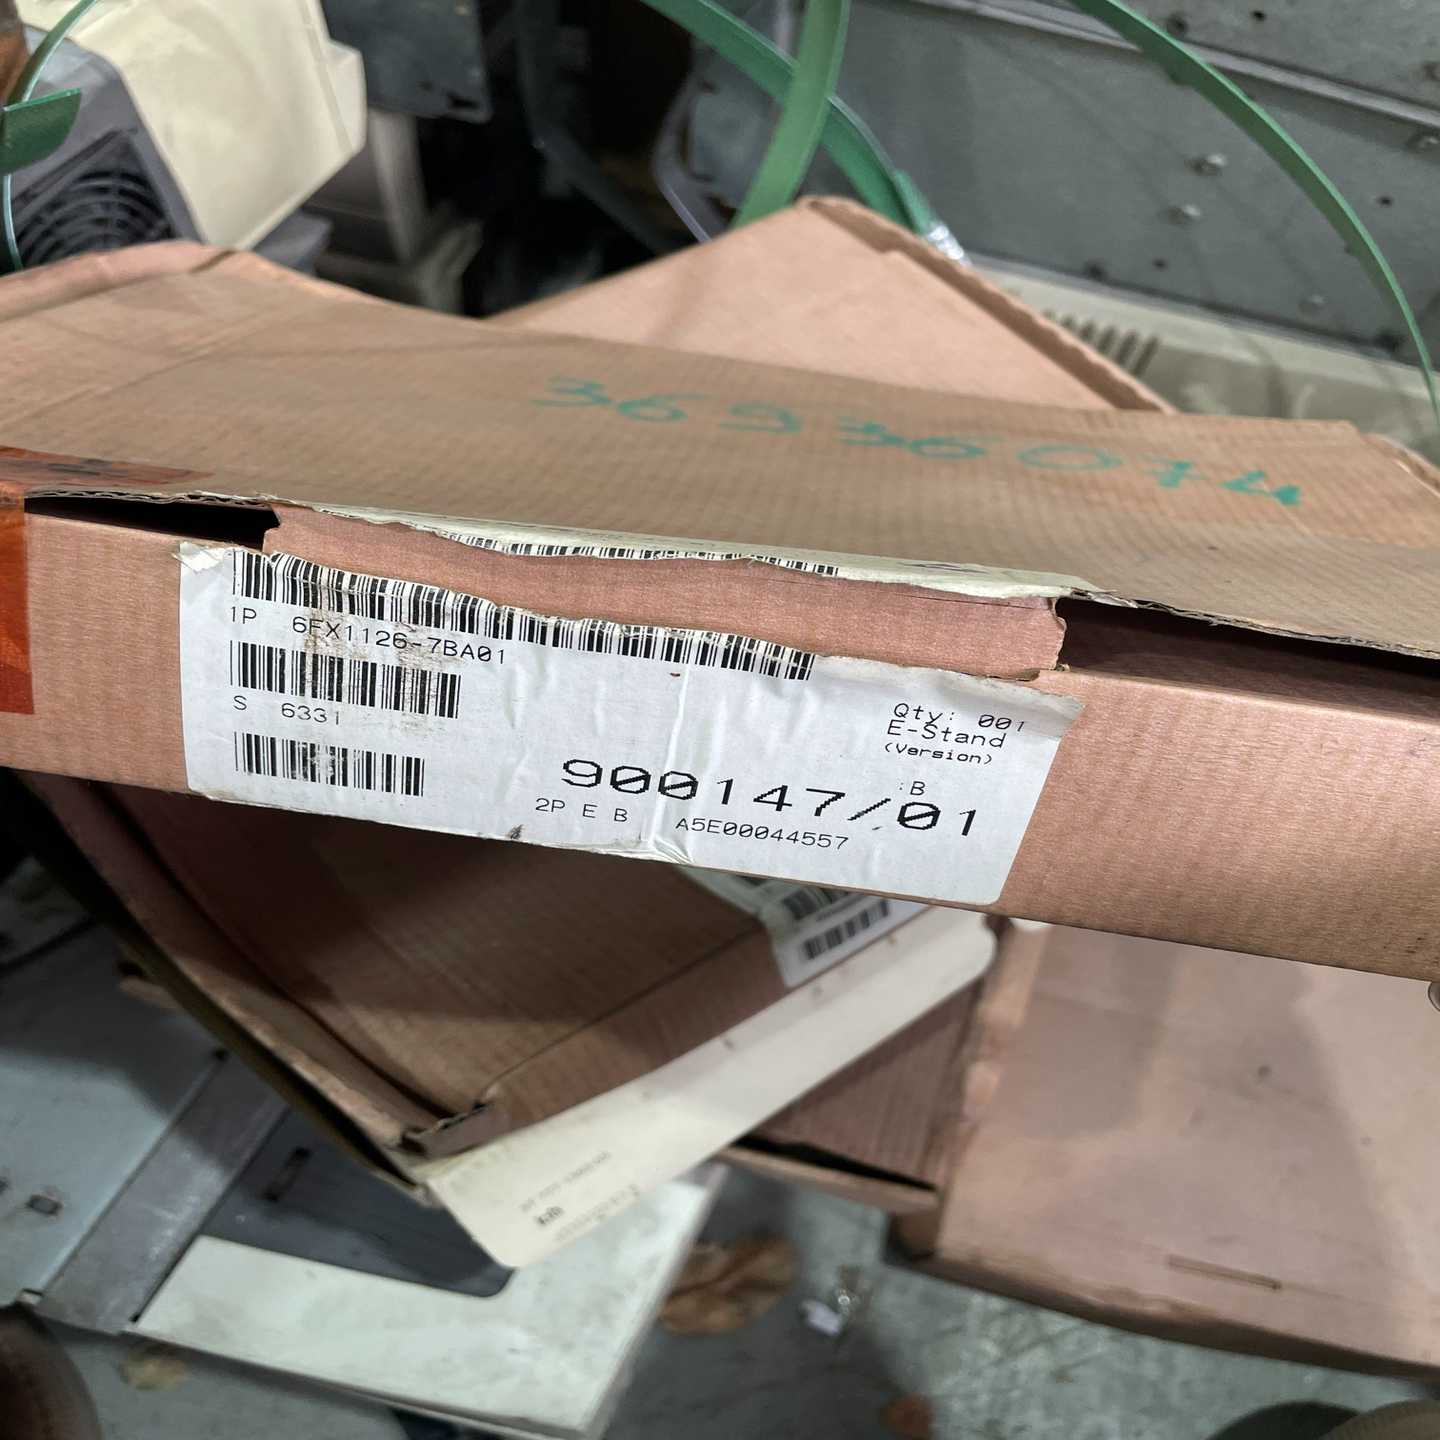 36936074
1P 6FX1126-7BA01
S 6331
Qty: 001
E-Stand
(Version)
:B
900147/01
2P E B A5E00044557